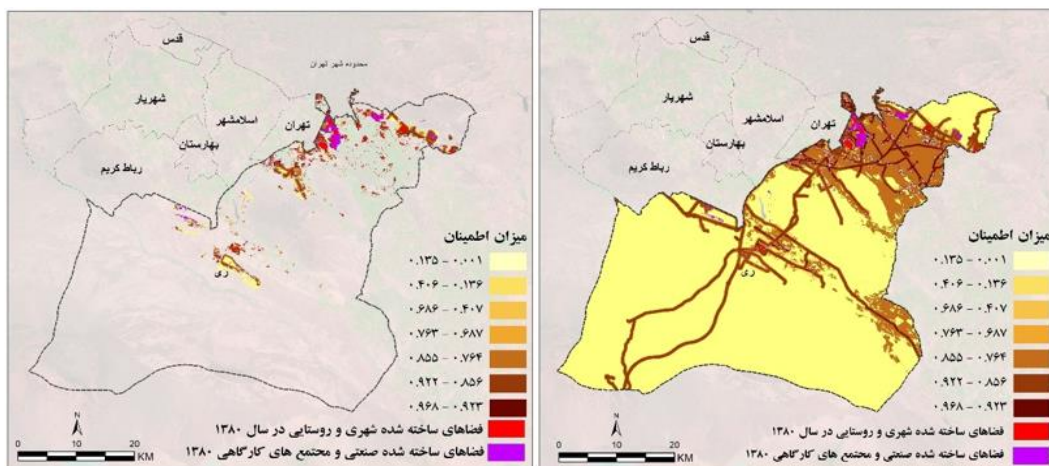 قدس
محدوده شهر تهران
شهریار
اسلامشهر
تهران
بهارستان
رباط کریم
ری
میزان اطمینان
۰.۱۳۵ – ۰.۰۰۱
۰.۴۰۶ – ۰.۱۳۶
۰.۶۸۶ – ۰.۴۰۷
۰.۷۶۳ – ۰.۶۸۷
۰.۸۵۵ – ۰.۷۶۴
۰.۹۲۲ – ۰.۸۵۶
۰.۹۶۸ – ۰.۹۲۳
فضاهای ساخته شده شهری و روستایی در سال ۱۳۸۰
فضاهای ساخته شده صنعتی و مجتمع های کارگاهی ۱۳۸۰
N
0 10 20
KM
قدس
شهریار
اسلامشهر
تهران
بهارستان
رباط کریم
ری
میزان اطمینان
۰.۱۳۵ – ۰.۰۰۱
۰.۴۰۶ – ۰.۱۳۶
۰.۶۸۶ – ۰.۴۰۷
۰.۷۶۳ – ۰.۶۸۷
۰.۸۵۵ – ۰.۷۶۴
۰.۹۲۲ – ۰.۸۵۶
۰.۹۶۸ – ۰.۹۲۳
فضاهای ساخته شده شهری و روستایی در سال ۱۳۸۰
فضاهای ساخته شده صنعتی و مجتمع های کارگاهی ۱۳۸۰
N
0 10 20
KM